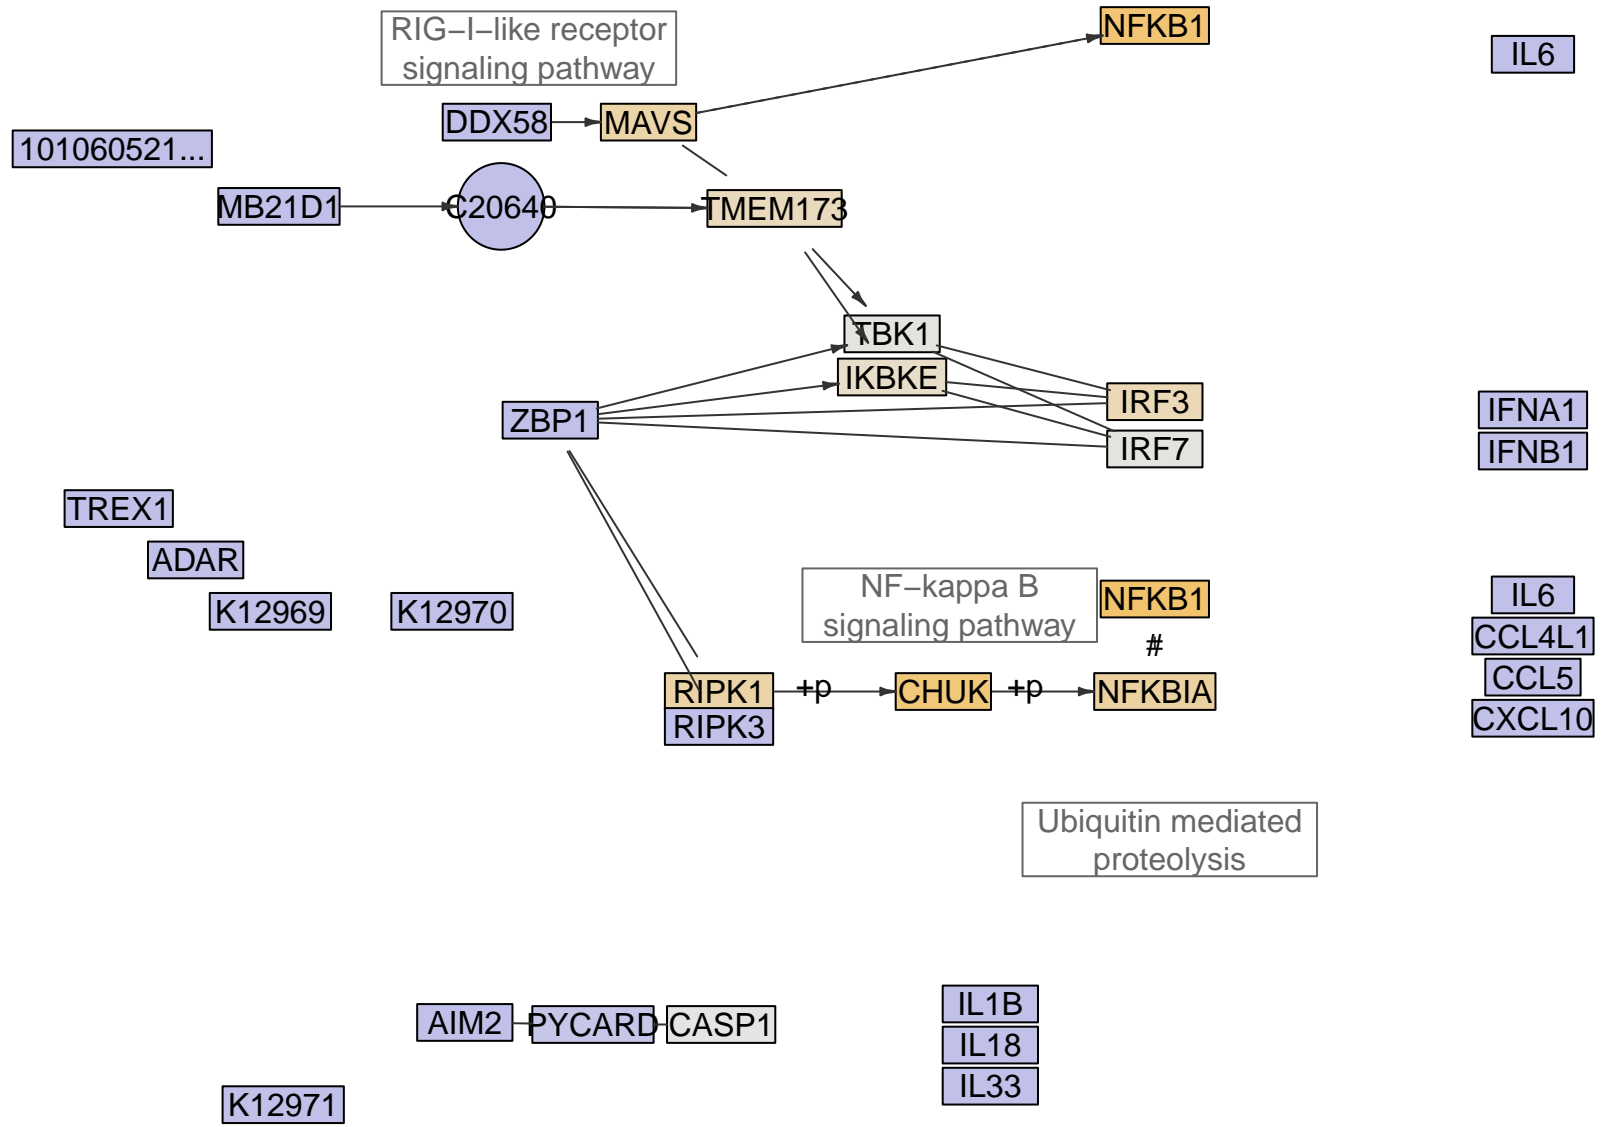 RIG−I−like receptor
signaling pathway
NFKB1
IL6
DDX58
MAVS
101060521...
MB21D1
C20640
TMEM173
TBK1
IKBKE
ZBP1
IRF3
IRF7
IFNA1
IFNB1
TREX1
ADAR
K12969
K12970
NF−kappa B
signaling pathway
NFKB1
#
IL6
CCL4L1
CCL5
CXCL10
RIPK1
+p
CHUK
+p
NFKBIA
RIPK3
Ubiquitin mediated
proteolysis
AIM2
PYCARD
CASP1
IL1B
IL18
IL33
K12971